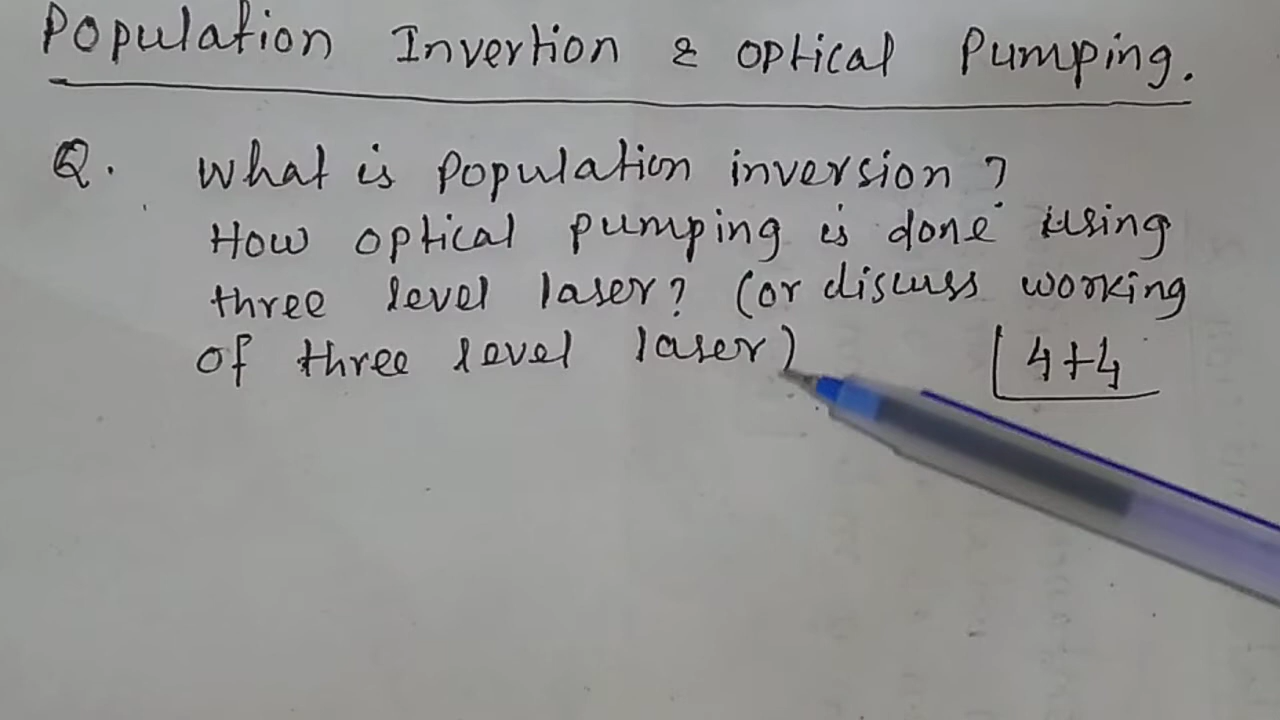 Population Invertion & optical Pumping.
Q. What is population inversion ?
How optical pumping is done using
three level laser? (or discuss working
of three level laser) [4+4